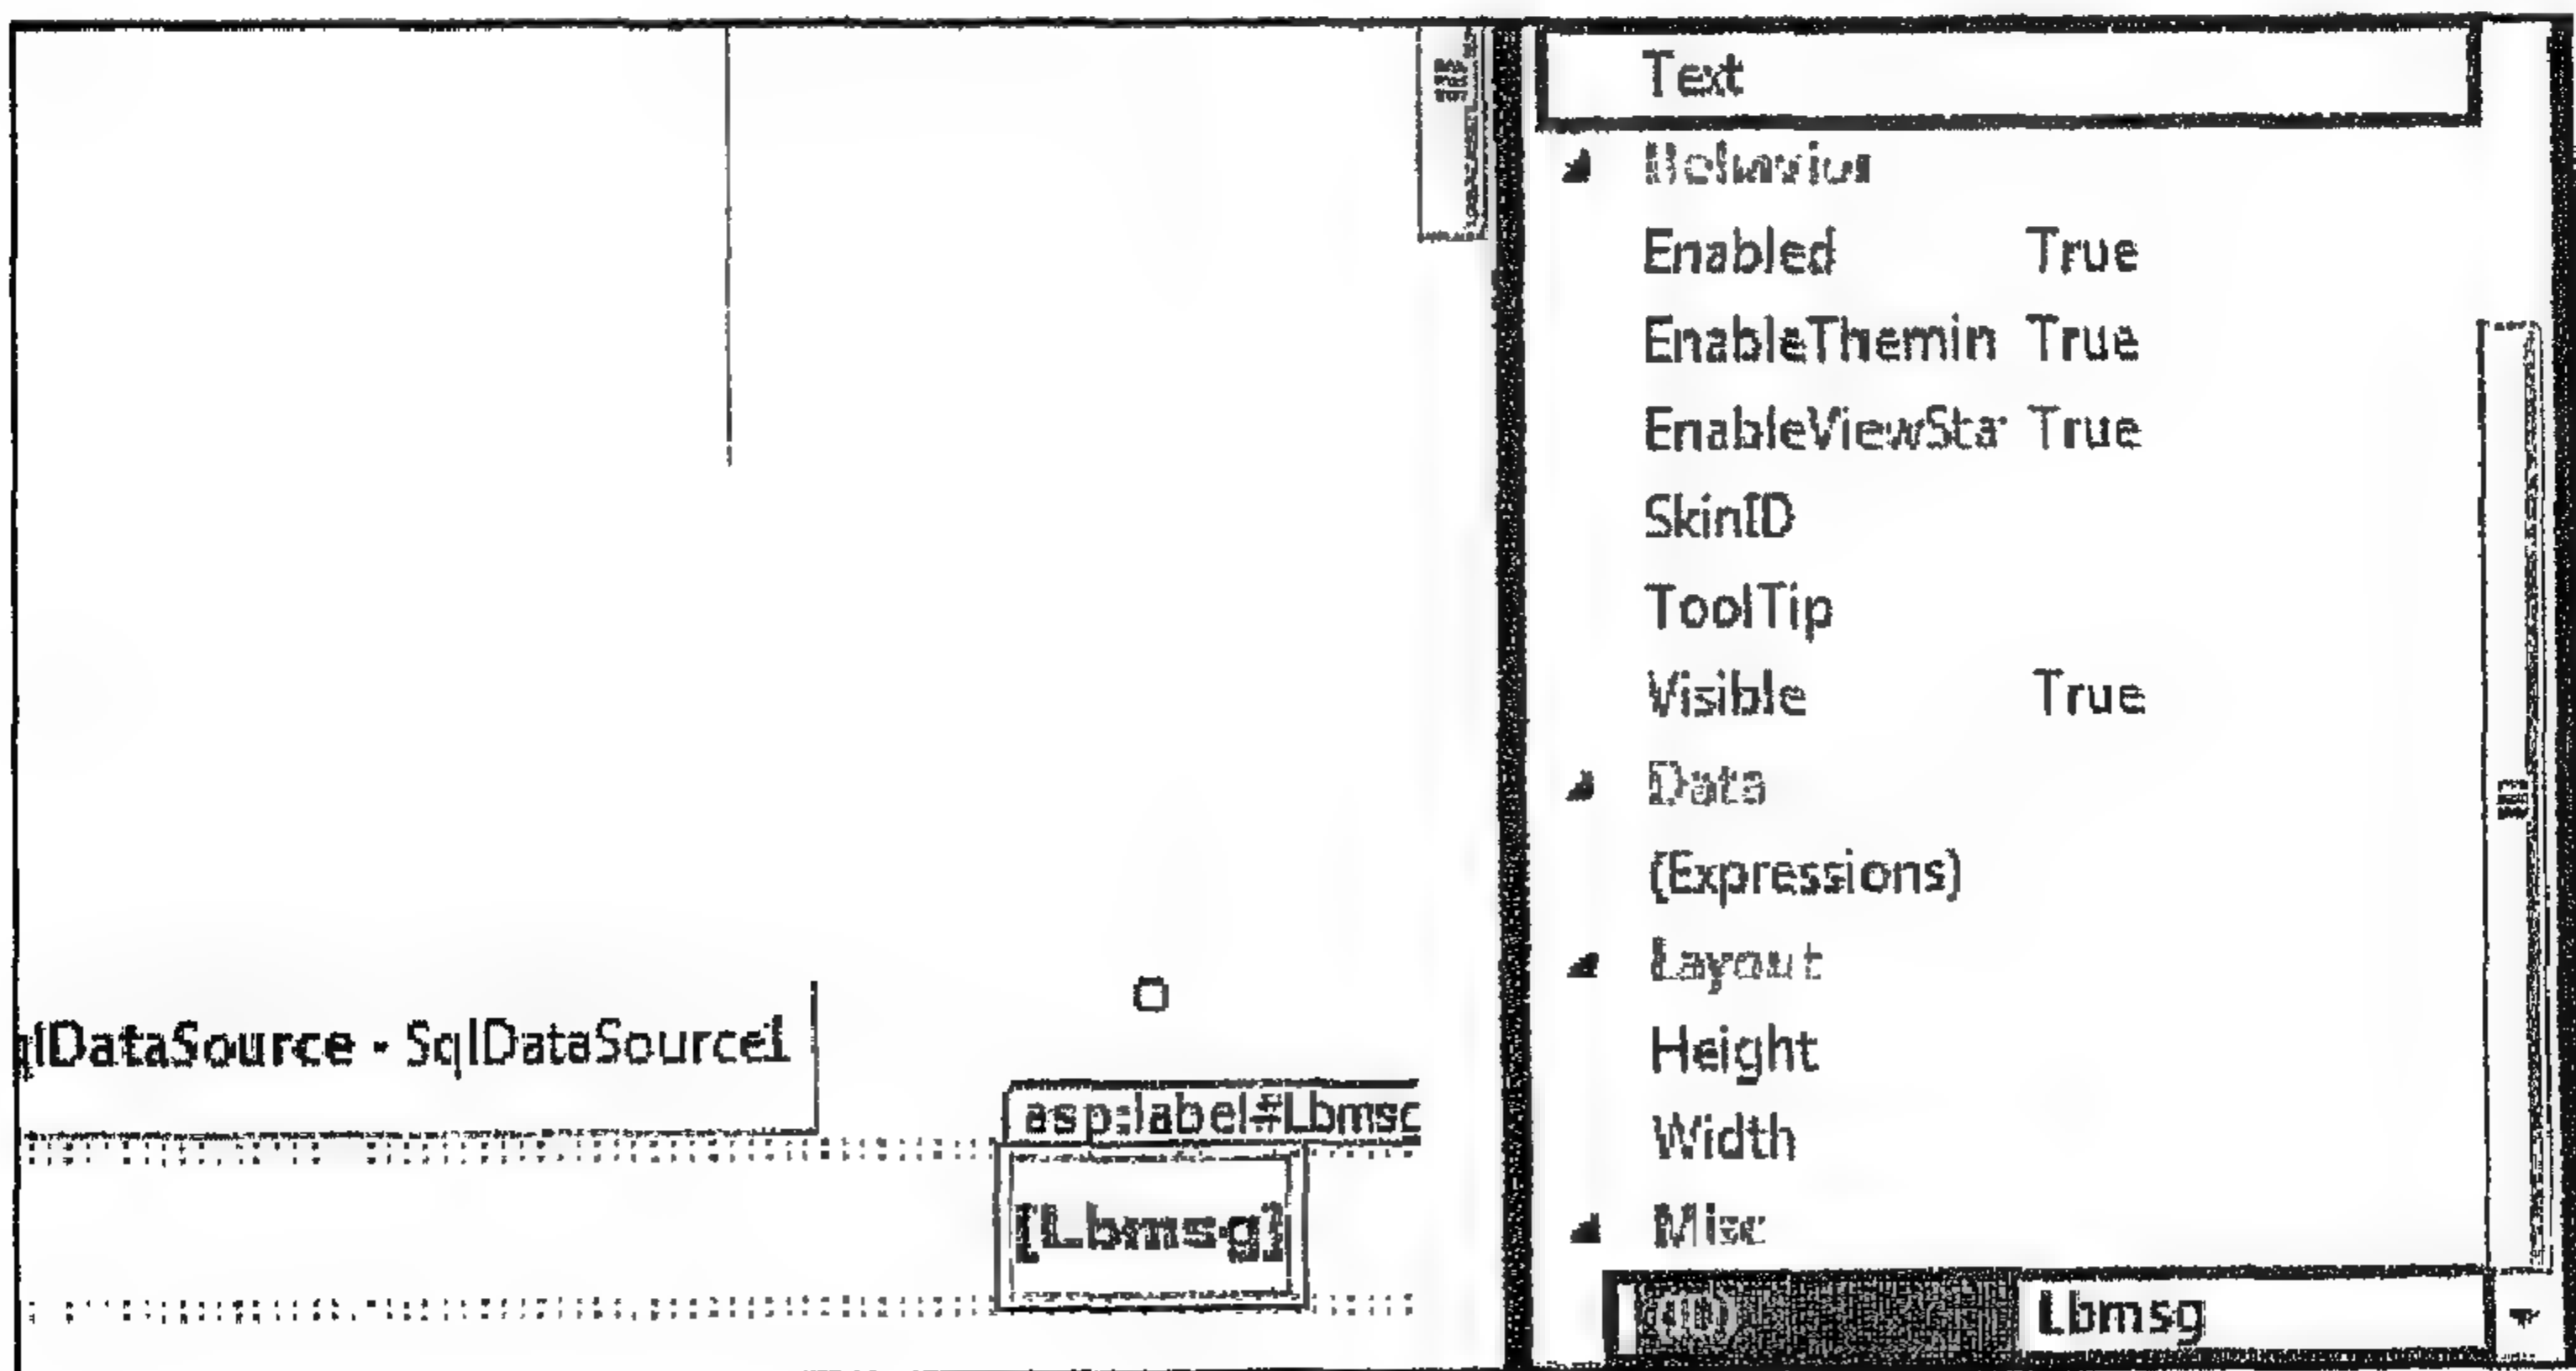 qlDataSource - SqlDataSource1
asp:label#Lbmsg
[Lbmsg]
Text
Behavior
Enabled True
EnableThemin True
EnableViewStat True
SkinID
ToolTip
Visible True
Data
(Expressions)
Layout
Height
Width
Misc
(ID) Lbmsg